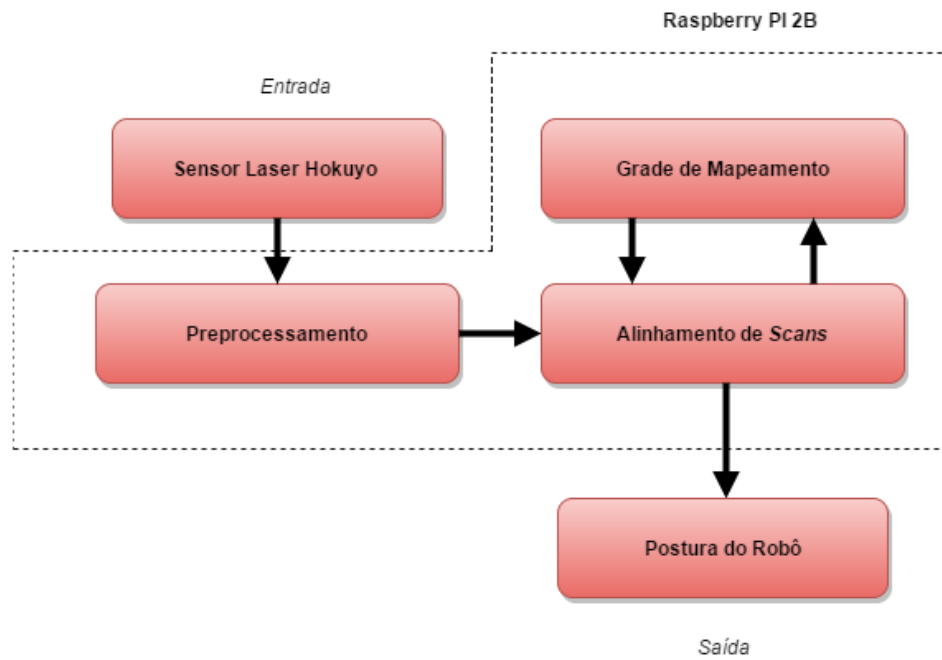 Raspberry PI 2B
Entrada
Sensor Laser Hokuyo
Grade de Mapeamento
Preprocessamento
Alinhamento de Scans
Postura do Robô
Saída